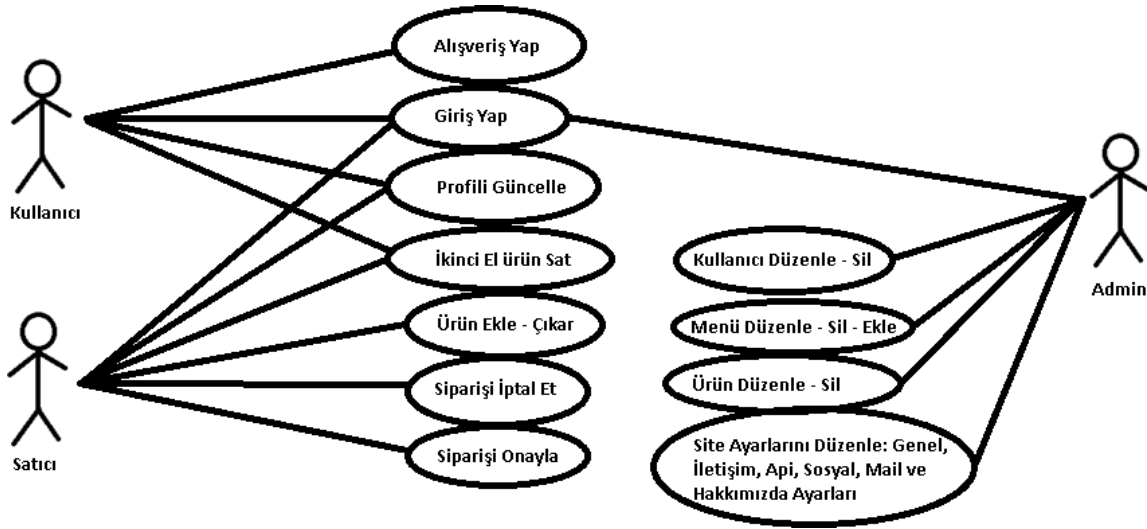 Alışveriş Yap
Giriş Yap
Profili Güncelle
İkinci El ürün Sat
Ürün Ekle - Çıkar
Siparişi İptal Et
Siparişi Onayla
Kullanıcı
Satıcı
Kullanıcı Düzenle - Sil
Menü Düzenle - Sil - Ekle
Ürün Düzenle - Sil
Site Ayarlarını Düzenle: Genel,
İletişim, Api, Sosyal, Mail ve
Hakkımızda Ayarları
Admin